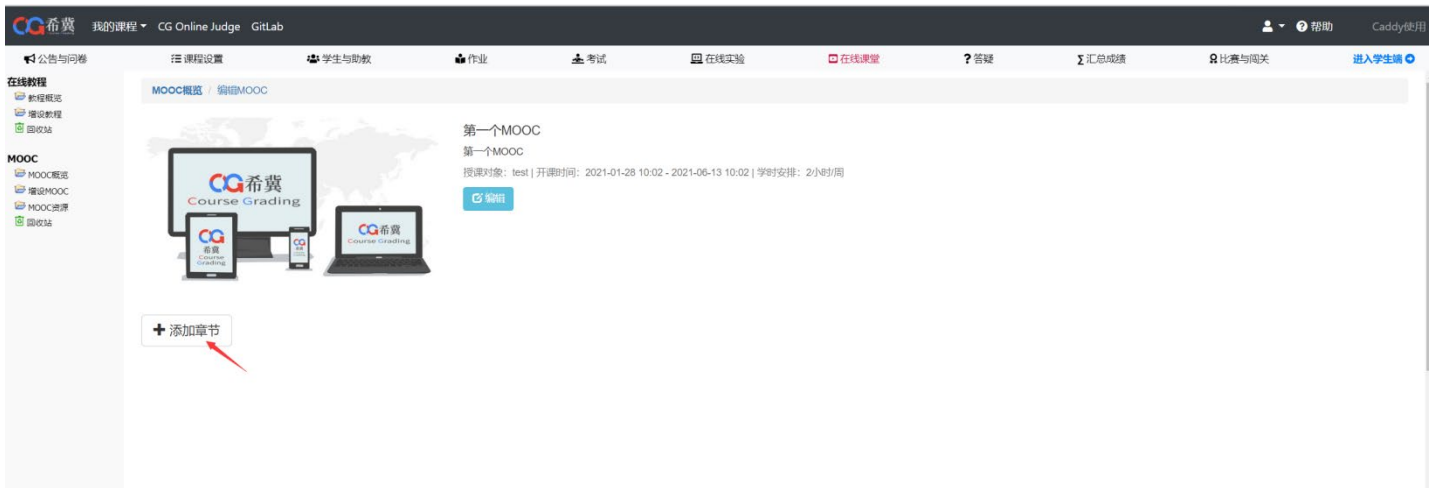 CG希冀 我的课程 CG Online Judge GitLab 帮助 Caddy使用
公告与问卷 课程设置 学生与助教 作业 考试 在线实验 在线课堂 ?答疑 Σ汇总成绩 比赛与闯关 进入学生端
在线教程
教程概览
增设教程
回收站
MOOC
MOOC概览
增设MOOC
MOOC资源
回收站
MOOC概览 / 编辑MOOC
CG希冀
Course Grading
CG
希冀
Course
Grading
CG
CG希冀
Course Grading
第一个MOOC
第一个MOOC
授课对象：test | 开课时间：2021-01-28 10:02 - 2021-06-13 10:02 | 学时安排：2小时/周
编辑
+ 添加章节